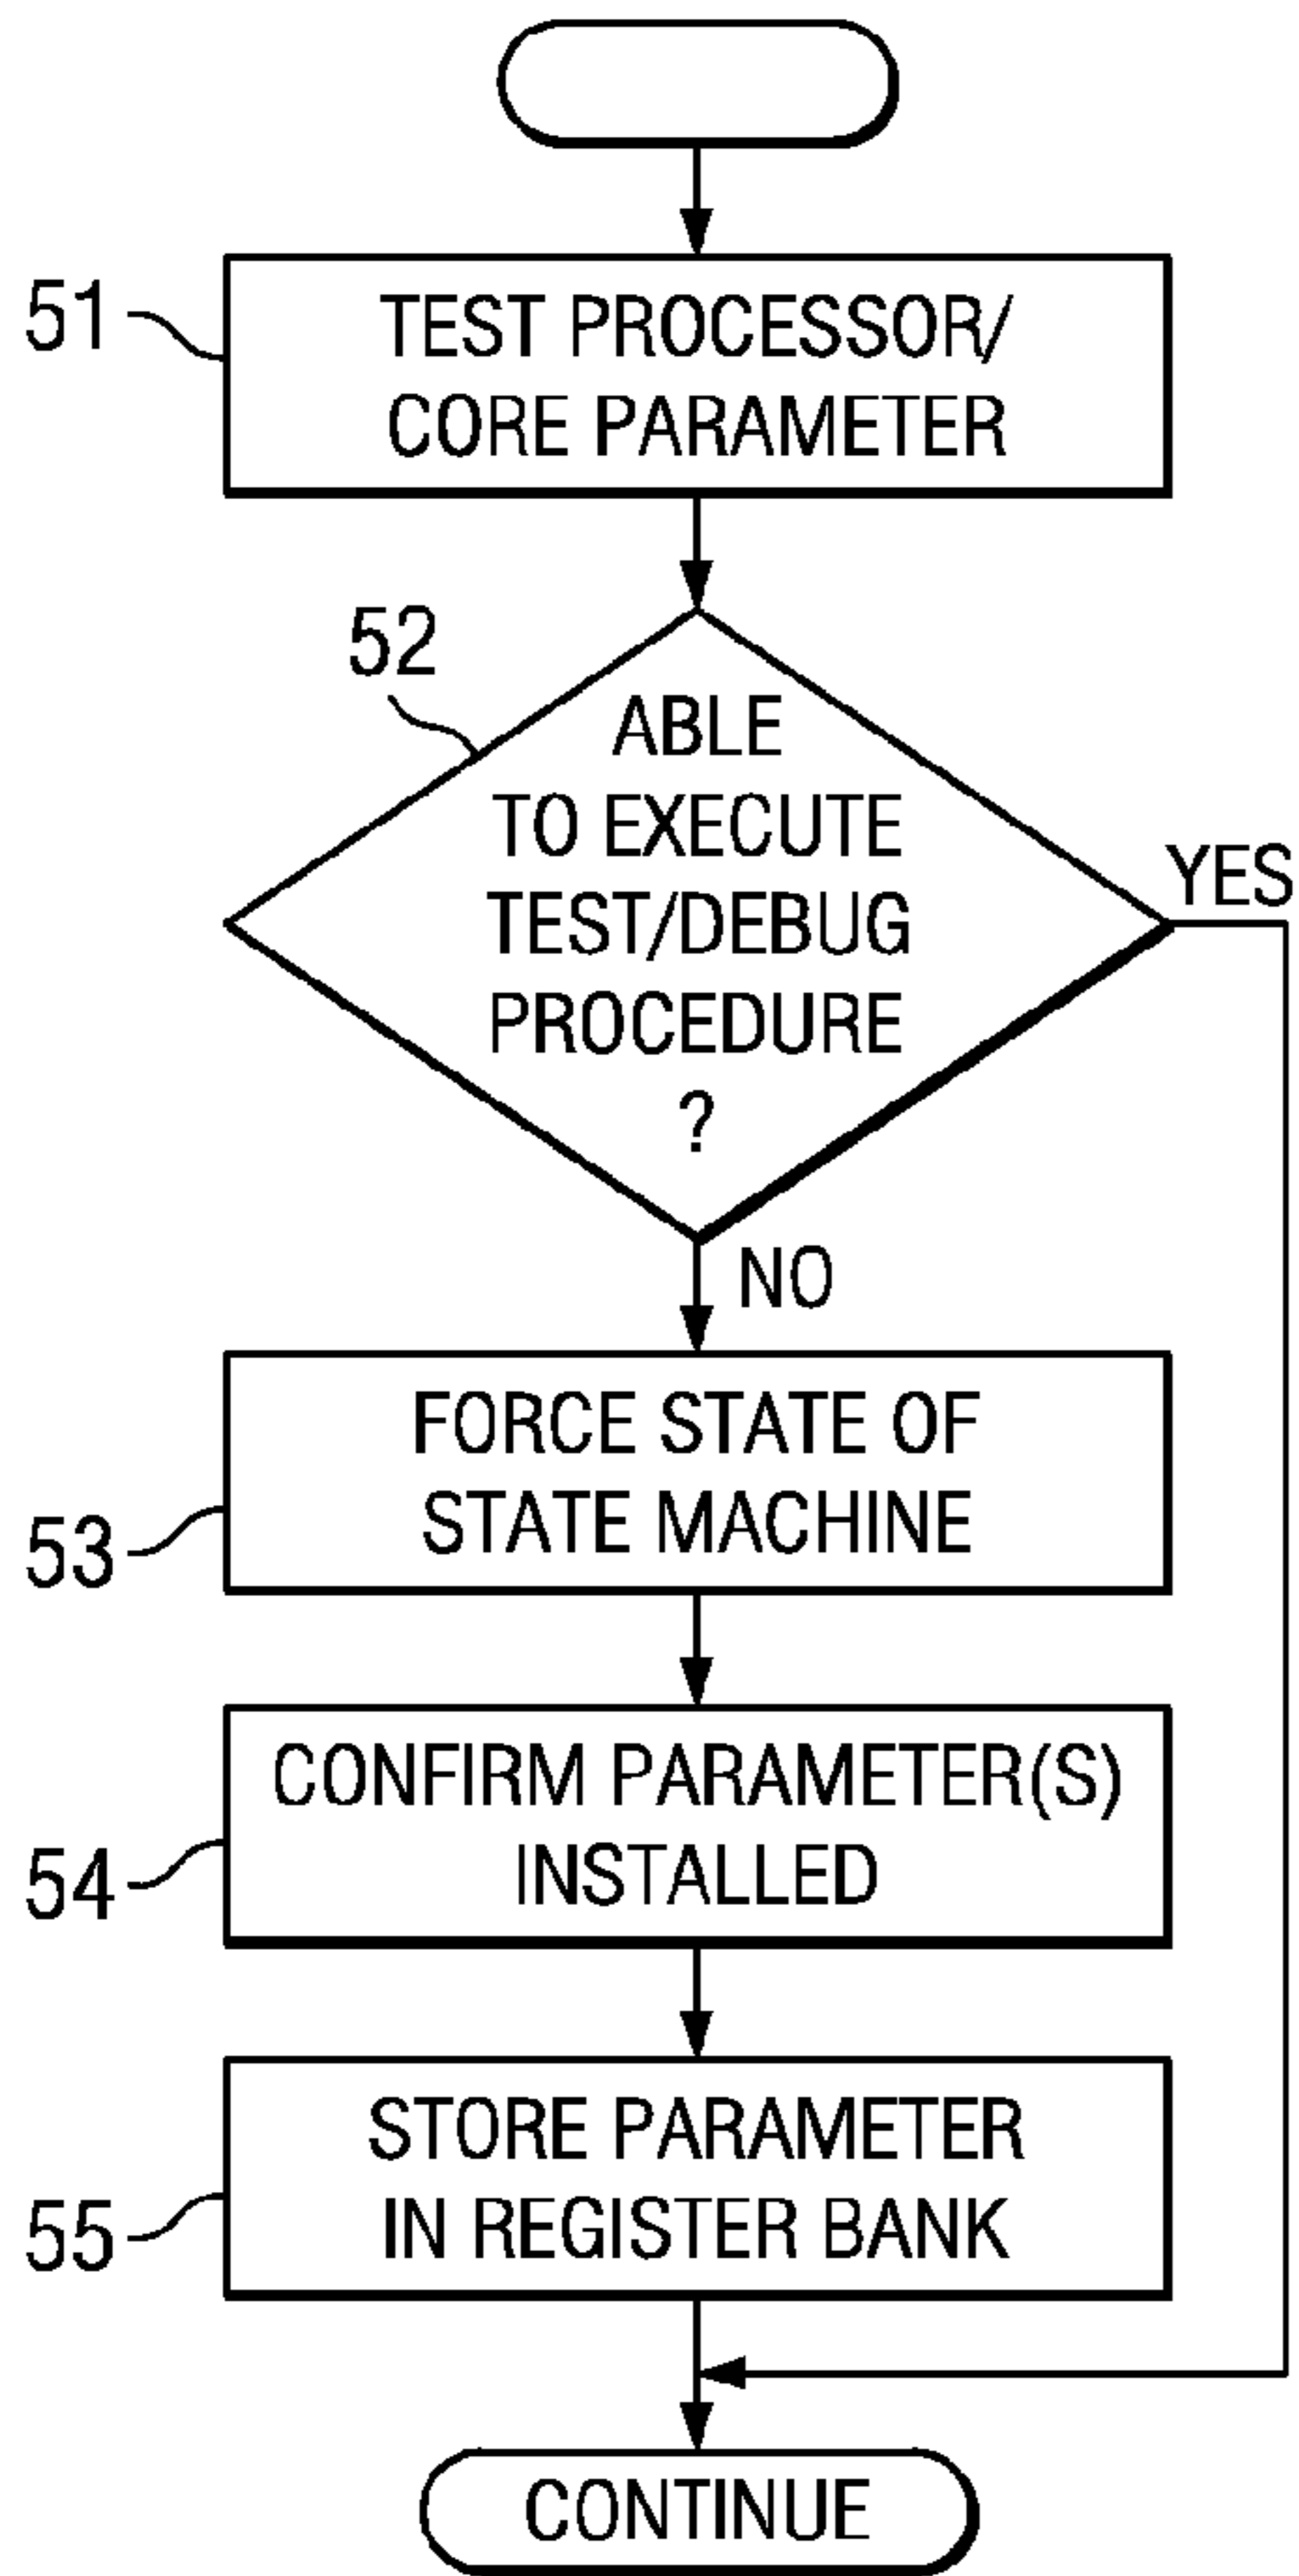 51
TEST PROCESSOR/
CORE PARAMETER
52
ABLE
TO EXECUTE
TEST/DEBUG
PROCEDURE
?
YES
NO
53
FORCE STATE OF
STATE MACHINE
54
CONFIRM PARAMETER(S)
INSTALLED
55
STORE PARAMETER
IN REGISTER BANK
CONTINUE